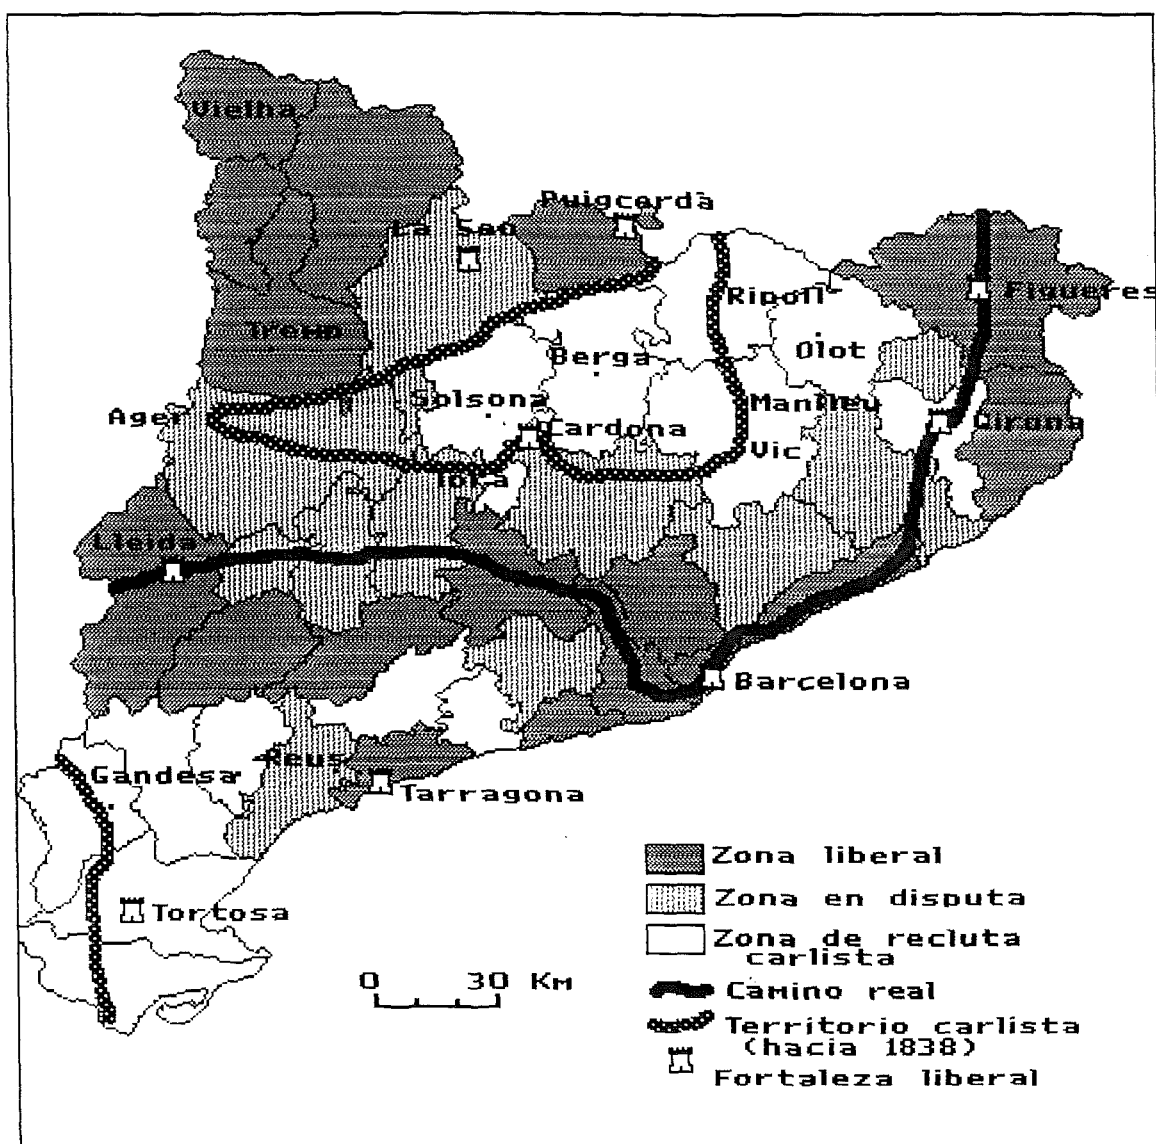 Vielha
Puigcerdà
La Seu
Ripoll
Figueres
Tremp
Olot
Berga
Ager
Solsona
Manlleu
Cardona
Girona
Vic
Torà
Lleida
Barcelona
Reus
Gandesa
Tarragona
Tortosa
Zona liberal
Zona en disputa
Zona de recluta
carlista
0 30 Km
Camino real
Territorio carlista
(hacia 1838)
Fortaleza liberal